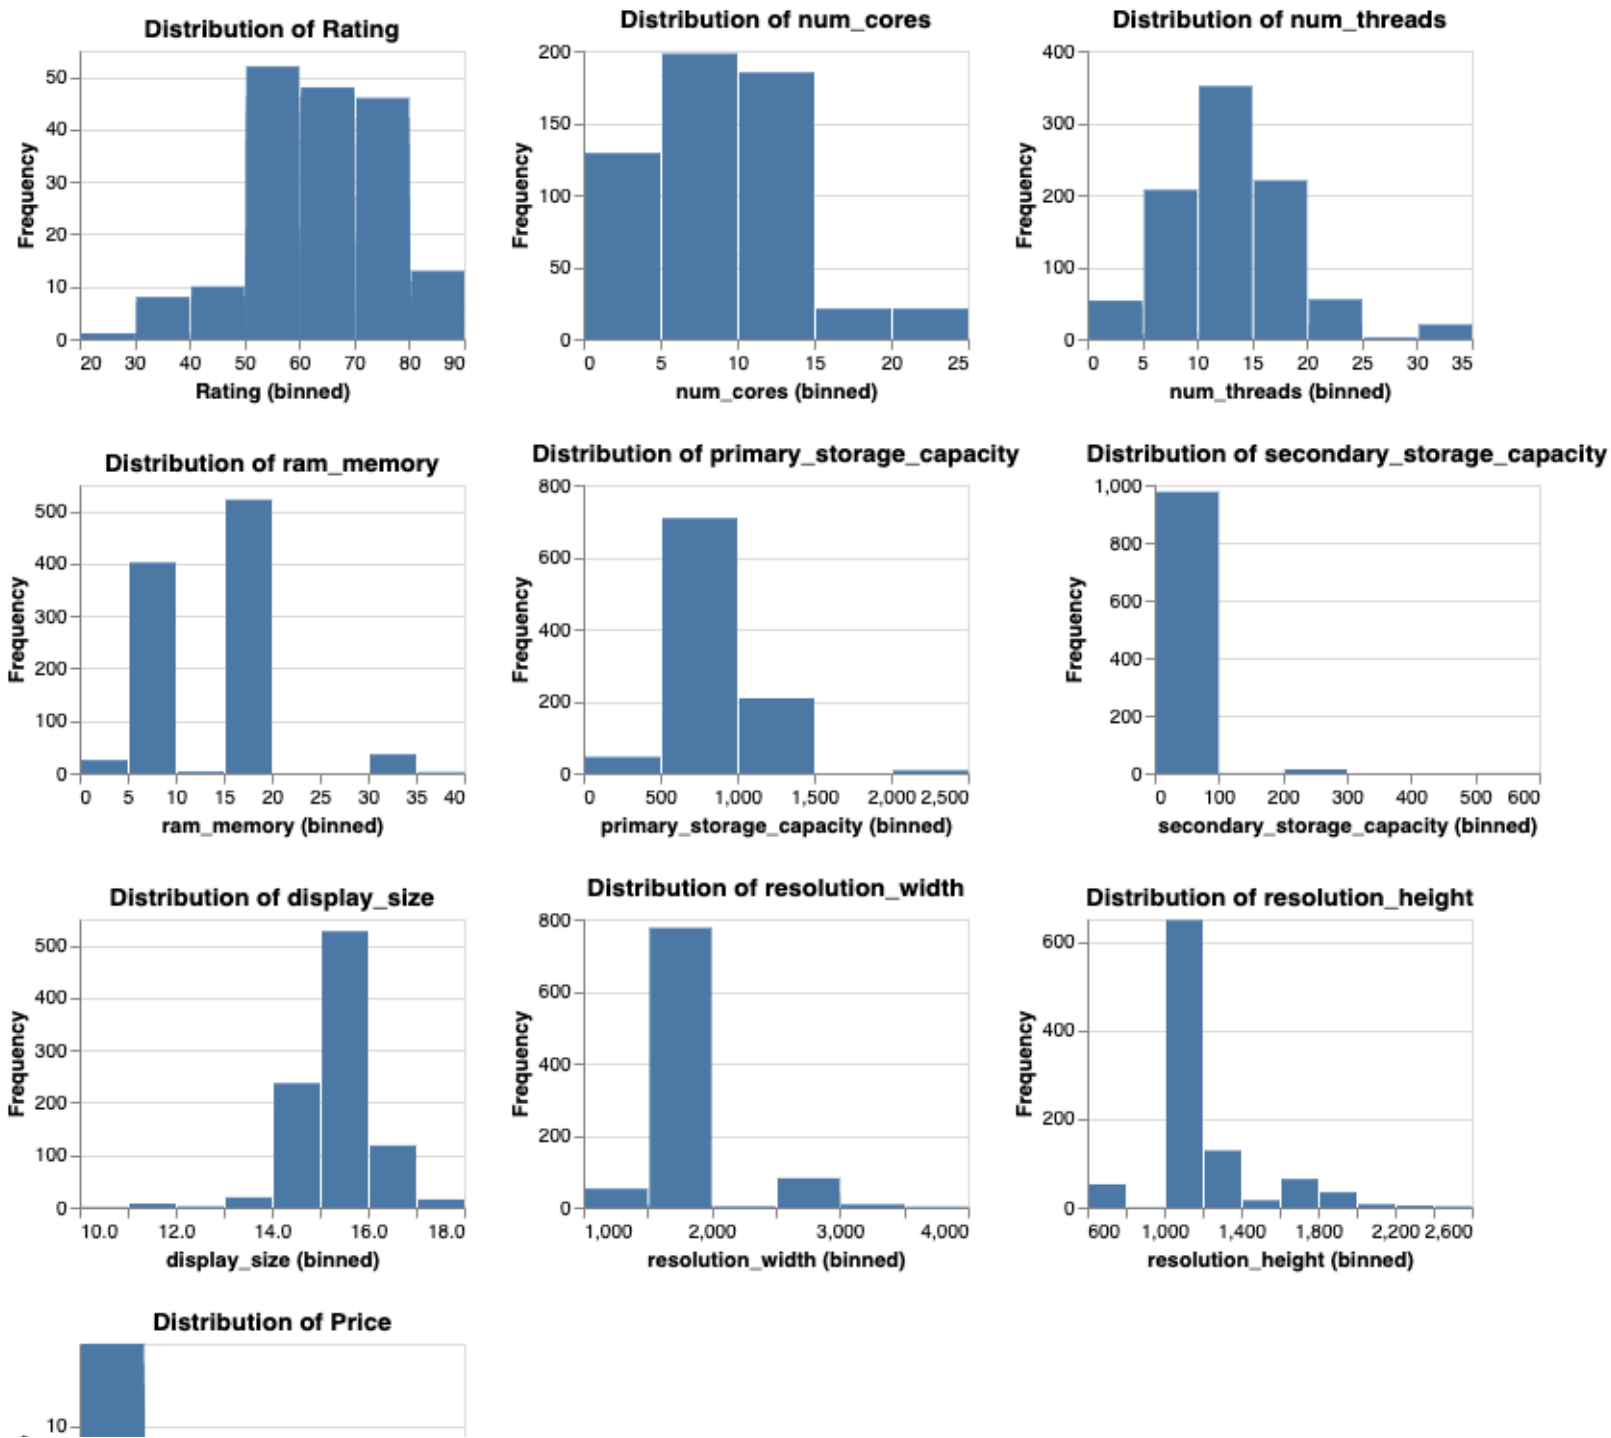 Distribution of Rating
50
40
30
20
10
0
Frequency
20 30 40 50 60 70 80 90
Rating (binned)
Distribution of num_cores
200
150
100
50
0
Frequency
0 5 10 15 20 25
num_cores (binned)
Distribution of num_threads
400
300
200
100
0
Frequency
0 5 10 15 20 25 30 35
num_threads (binned)
Distribution of ram_memory
500
400
300
200
100
0
Frequency
0 5 10 15 20 25 30 35 40
ram_memory (binned)
Distribution of primary_storage_capacity
800
600
400
200
0
Frequency
0 500 1,000 1,500 2,000 2,500
primary_storage_capacity (binned)
Distribution of secondary_storage_capacity
1,000
800
600
400
200
0
Frequency
0 100 200 300 400 500 600
secondary_storage_capacity (binned)
Distribution of display_size
500
400
300
200
100
0
Frequency
10.0 12.0 14.0 16.0 18.0
display_size (binned)
Distribution of resolution_width
800
600
400
200
0
Frequency
1,000 2,000 3,000 4,000
resolution_width (binned)
Distribution of resolution_height
600
400
200
0
Frequency
600 1,000 1,400 1,800 2,200 2,600
resolution_height (binned)
Distribution of Price
10